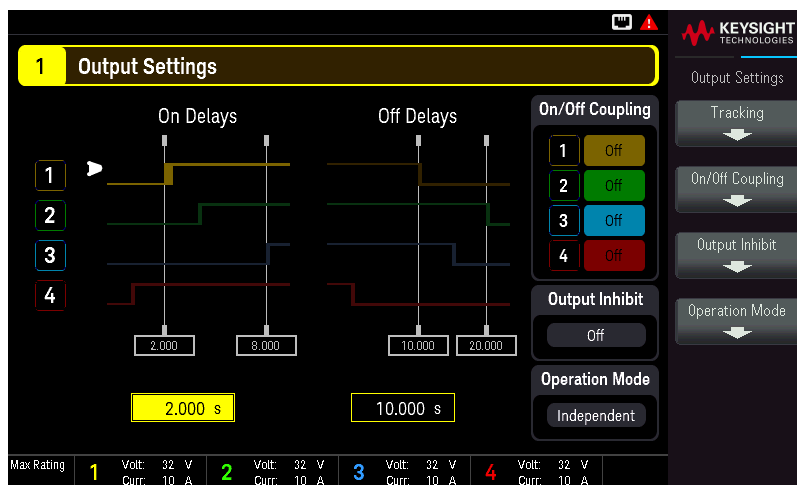 KEYSIGHT
TECHNOLOGIES
1 Output Settings
Output Settings
Tracking
On/Off Coupling
Output Inhibit
Operation Mode
On Delays
Off Delays
1
2
3
4
2.000
8.000
10.000
20.000
2.000 s
10.000 s
On/Off Coupling
1 Off
2 Off
3 Off
4 Off
Output Inhibit
Off
Operation Mode
Independent
Max Rating
1 Volt: 32 V
Curr: 10 A
2 Volt: 32 V
Curr: 10 A
3 Volt: 32 V
Curr: 10 A
4 Volt: 32 V
Curr: 10 A